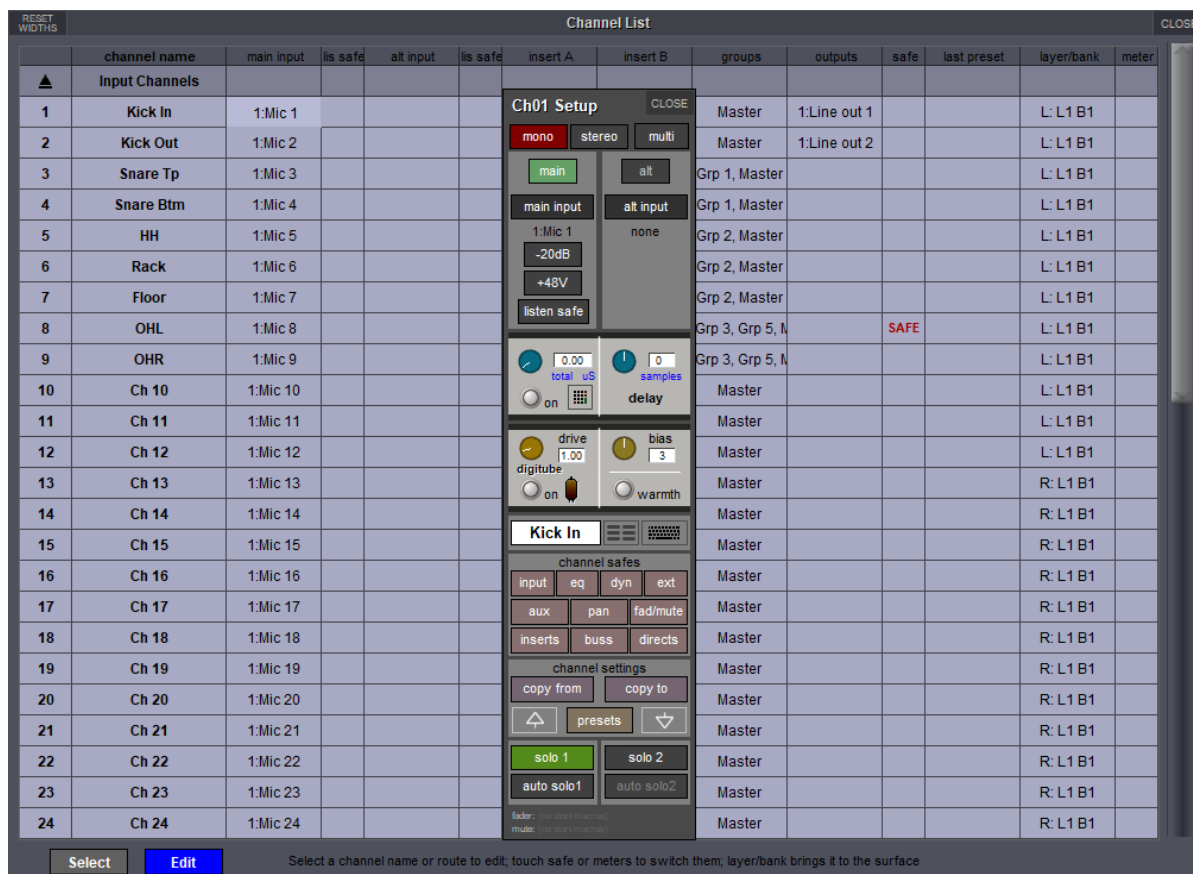 RESET WIDTHS Channel List CLOSE
channel name main input lis safe alt input lis safe insert A insert B groups outputs safe last preset layer/bank meter
Input Channels
1 Kick In 1:Mic 1 Master 1:Line out 1 L: L1 B1
2 Kick Out 1:Mic 2 Master 1:Line out 2 L: L1 B1
3 Snare Tp 1:Mic 3 Grp 1, Master L: L1 B1
4 Snare Btm 1:Mic 4 Grp 1, Master L: L1 B1
5 HH 1:Mic 5 Grp 2, Master L: L1 B1
6 Rack 1:Mic 6 Grp 2, Master L: L1 B1
7 Floor 1:Mic 7 Grp 2, Master L: L1 B1
8 OHL 1:Mic 8 Grp 3, Grp 5, SAFE L: L1 B1
9 OHR 1:Mic 9 Grp 3, Grp 5, L: L1 B1
10 Ch 10 1:Mic 10 Master L: L1 B1
11 Ch 11 1:Mic 11 Master L: L1 B1
12 Ch 12 1:Mic 12 Master L: L1 B1
13 Ch 13 1:Mic 13 Master R: L1 B1
14 Ch 14 1:Mic 14 Master R: L1 B1
15 Ch 15 1:Mic 15 Master R: L1 B1
16 Ch 16 1:Mic 16 Master R: L1 B1
17 Ch 17 1:Mic 17 Master R: L1 B1
18 Ch 18 1:Mic 18 Master R: L1 B1
19 Ch 19 1:Mic 19 Master R: L1 B1
20 Ch 20 1:Mic 20 Master R: L1 B1
21 Ch 21 1:Mic 21 Master R: L1 B1
22 Ch 22 1:Mic 22 Master R: L1 B1
23 Ch 23 1:Mic 23 Master R: L1 B1
24 Ch 24 1:Mic 24 Master R: L1 B1
Ch01 Setup CLOSE
mono stereo multi
main alt
main input alt input
1:Mic 1 none
-20dB
+48V
listen safe
0.00 0
total uS samples
on delay
drive bias
1.00 3
digitube
on warmth
Kick In
channel safes
input eq dyn ext
aux pan fad/mute
inserts buss directs
channel settings
copy from copy to
presets
solo 1 solo 2
auto solo1 auto solo2
fader: (no start macros)
mute: (no start macros)
Select Edit Select a channel name or route to edit; touch safe or meters to switch them; layer/bank brings it to the surface